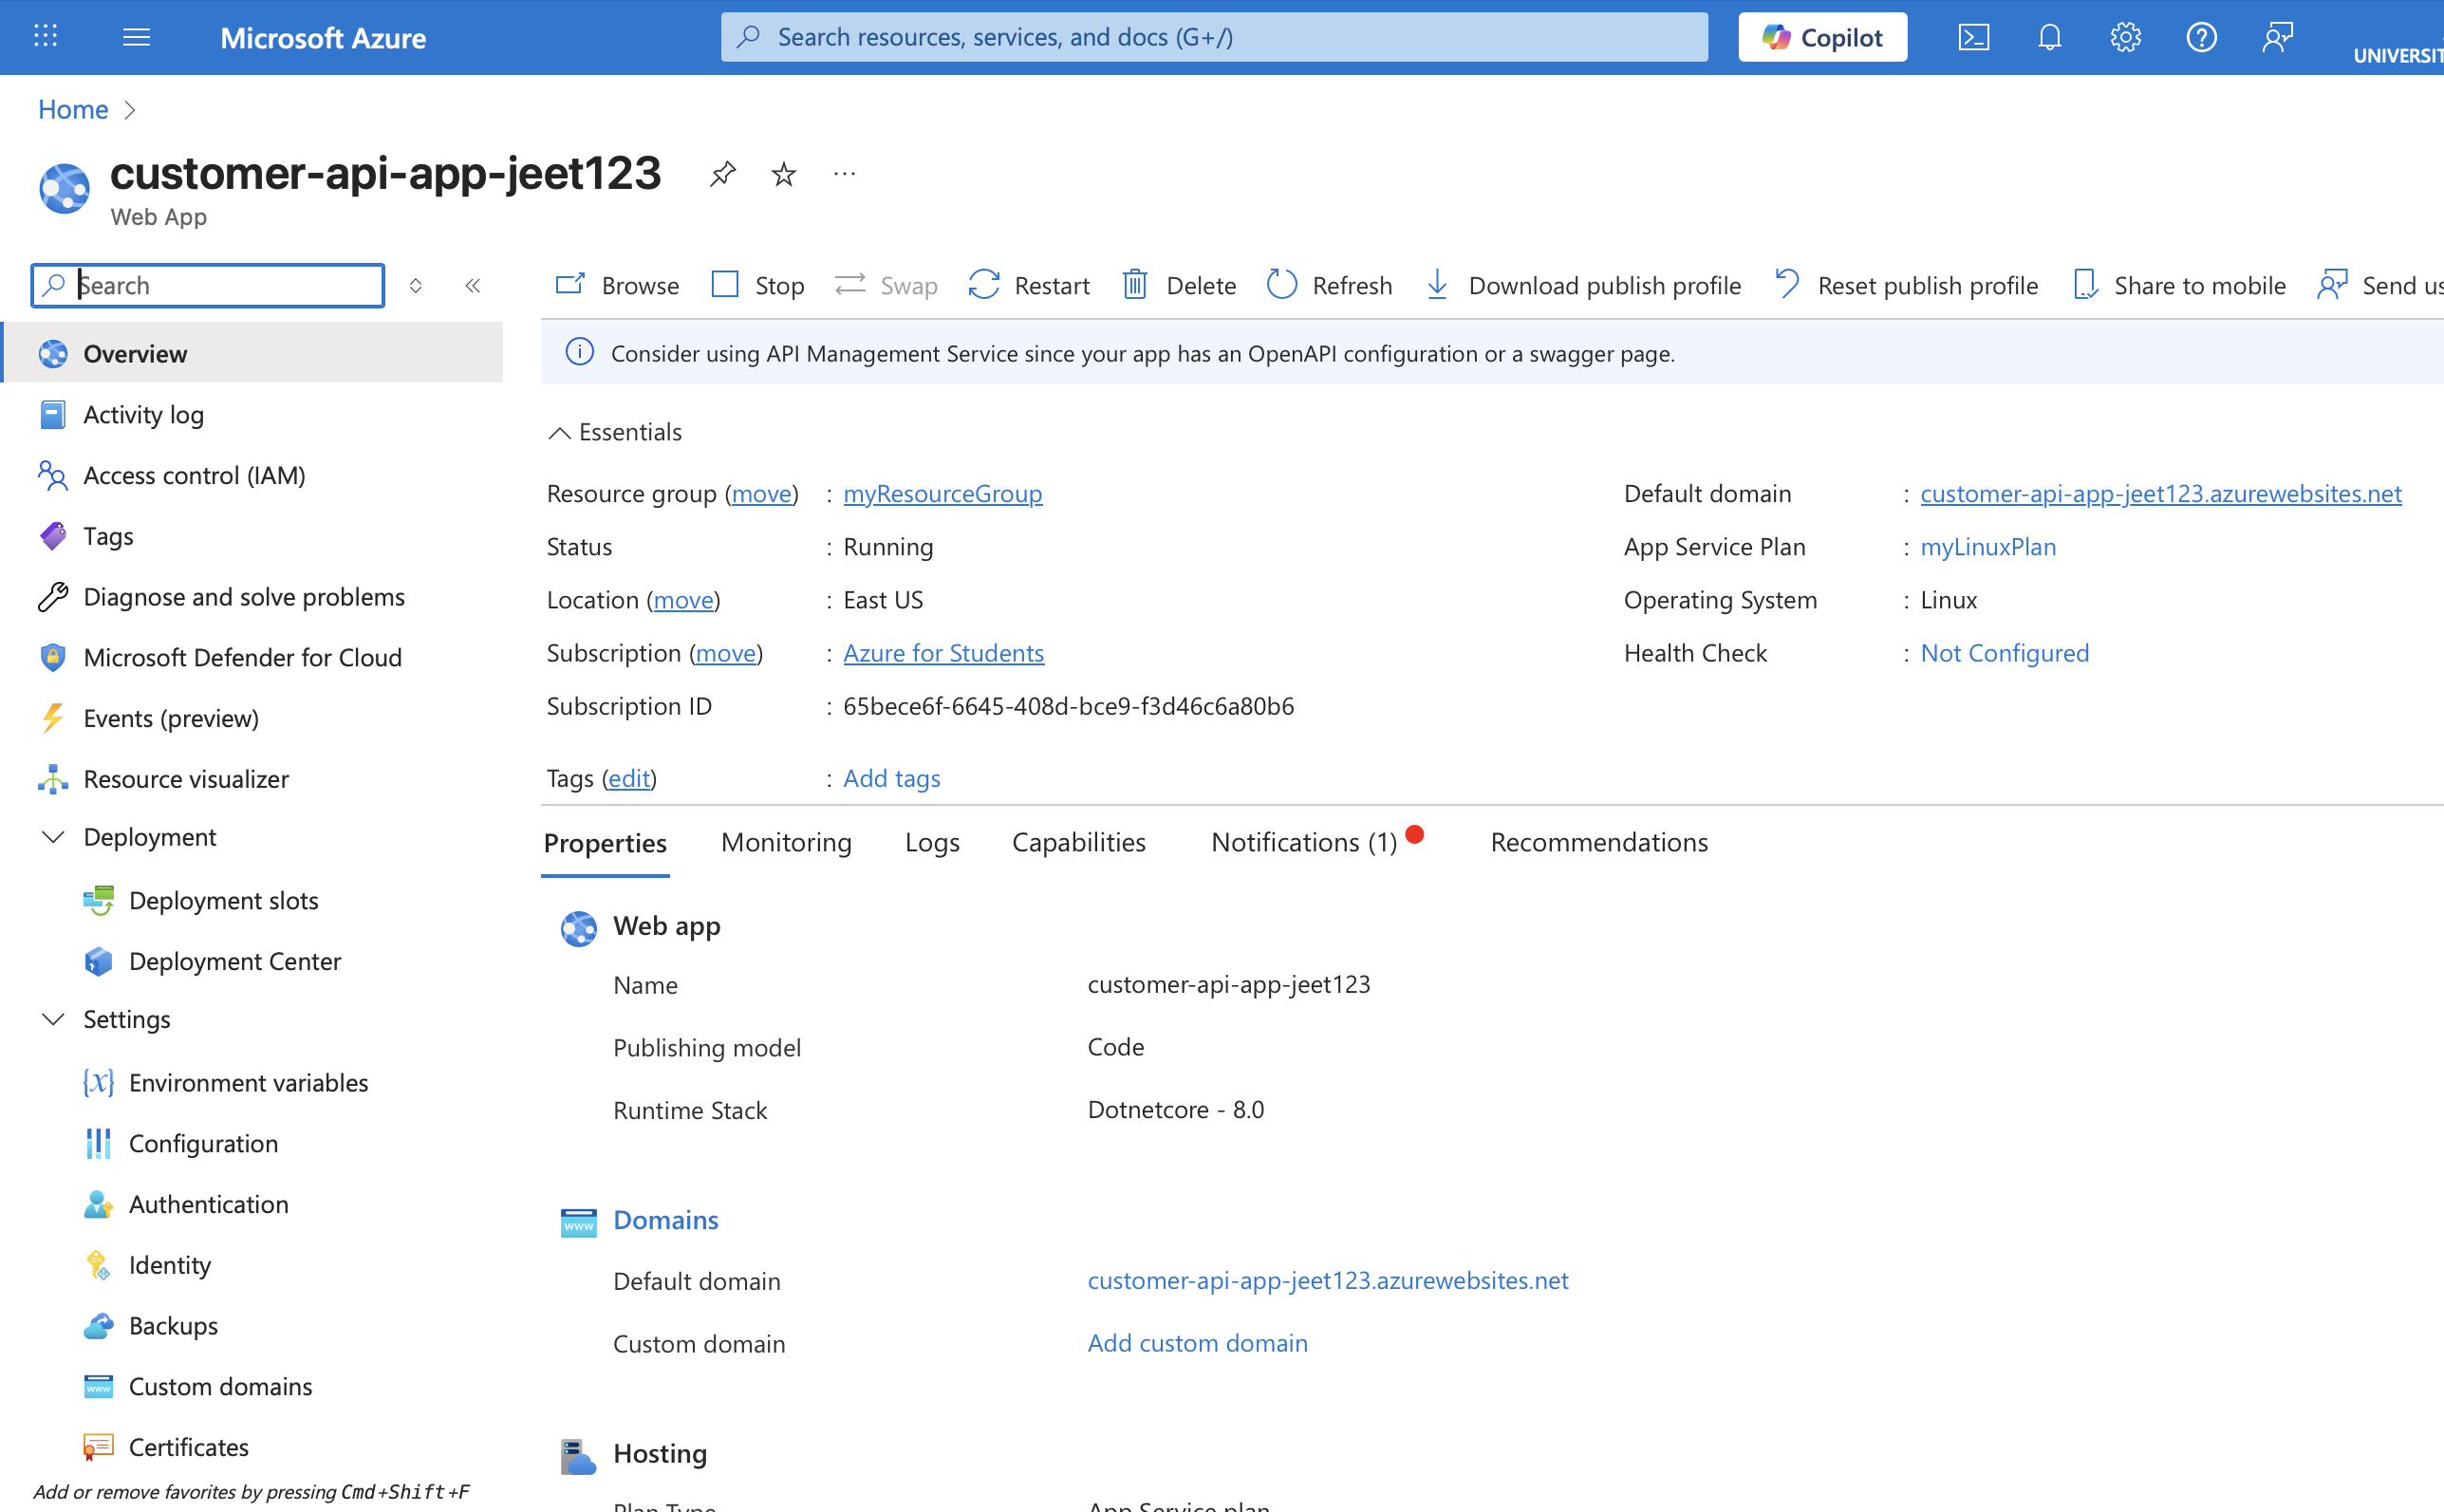 Microsoft Azure
Search resources, services, and docs (G+/)
Copilot
UNIVERSIT
Home
customer-api-app-jeet123
Web App
Search
Browse
Stop
Swap
Restart
Delete
Refresh
Download publish profile
Reset publish profile
Share to mobile
Send us
Overview
Activity log
Access control (IAM)
Tags
Diagnose and solve problems
Microsoft Defender for Cloud
Events (preview)
Resource visualizer
Deployment
Deployment slots
Deployment Center
Settings
Environment variables
Configuration
Authentication
Identity
Backups
Custom domains
Certificates
Add or remove favorites by pressing Cmd+Shift+F
Consider using API Management Service since your app has an OpenAPI configuration or a swagger page.
Essentials
Resource group (move) : myResourceGroup
Status : Running
Location (move) : East US
Subscription (move) : Azure for Students
Subscription ID : 65bece6f-6645-408d-bce9-f3d46c6a80b6
Tags (edit) : Add tags
Default domain : customer-api-app-jeet123.azurewebsites.net
App Service Plan : myLinuxPlan
Operating System : Linux
Health Check : Not Configured
Properties
Monitoring
Logs
Capabilities
Notifications (1)
Recommendations
Web app
Name customer-api-app-jeet123
Publishing model Code
Runtime Stack Dotnetcore - 8.0
Domains
Default domain customer-api-app-jeet123.azurewebsites.net
Custom domain Add custom domain
Hosting
Plan Type App Service plan